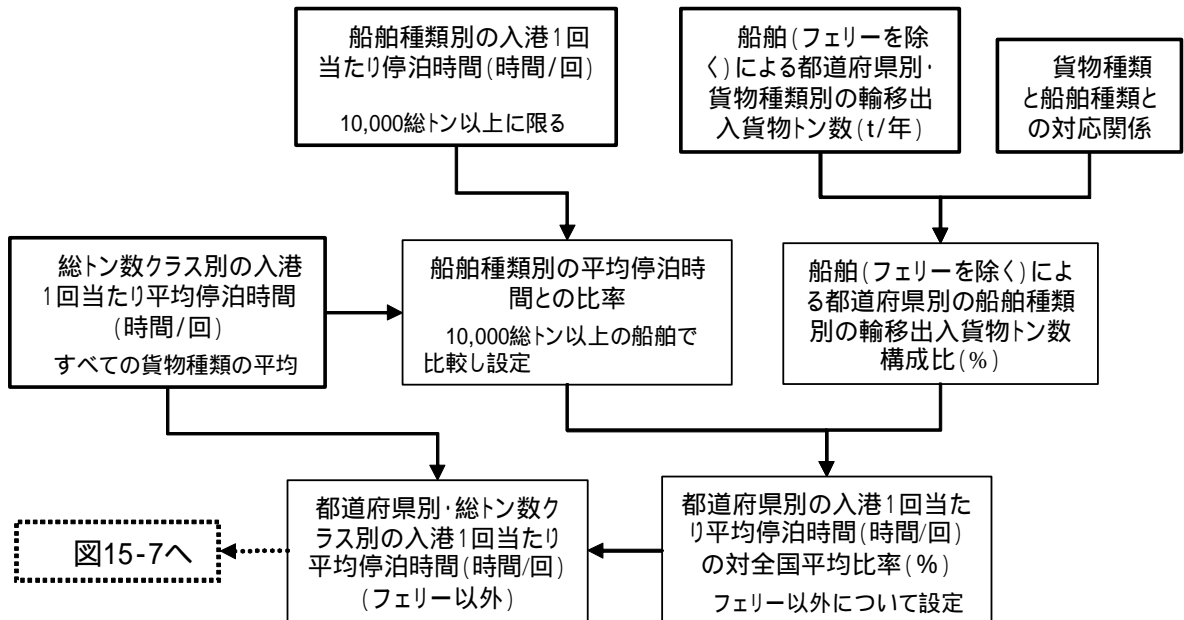 船舶種類別の入港1回
当たり停泊時間(時間/回)
10,000総トン以上に限る
船舶(フェリーを除
く)による都道府県別・
貨物種類別の輸移出
入貨物トン数(t/年)
貨物種類
と船舶種類と
の対応関係
総トン数クラス別の入港
1回当たり平均停泊時間
(時間/回)
すべての貨物種類の平均
船舶種類別の平均停泊時
間との比率
10,000総トン以上の船舶で
比較し設定
船舶(フェリーを除く)によ
る都道府県別の船舶種類
別の輸移出入貨物トン数
構成比(%)
図15-7へ
都道府県別・総トン数ク
ラス別の入港1回当たり
平均停泊時間(時間/回)
(フェリー以外)
都道府県別の入港1回当た
り平均停泊時間(時間/回)
の対全国平均比率(%)
フェリー以外について設定